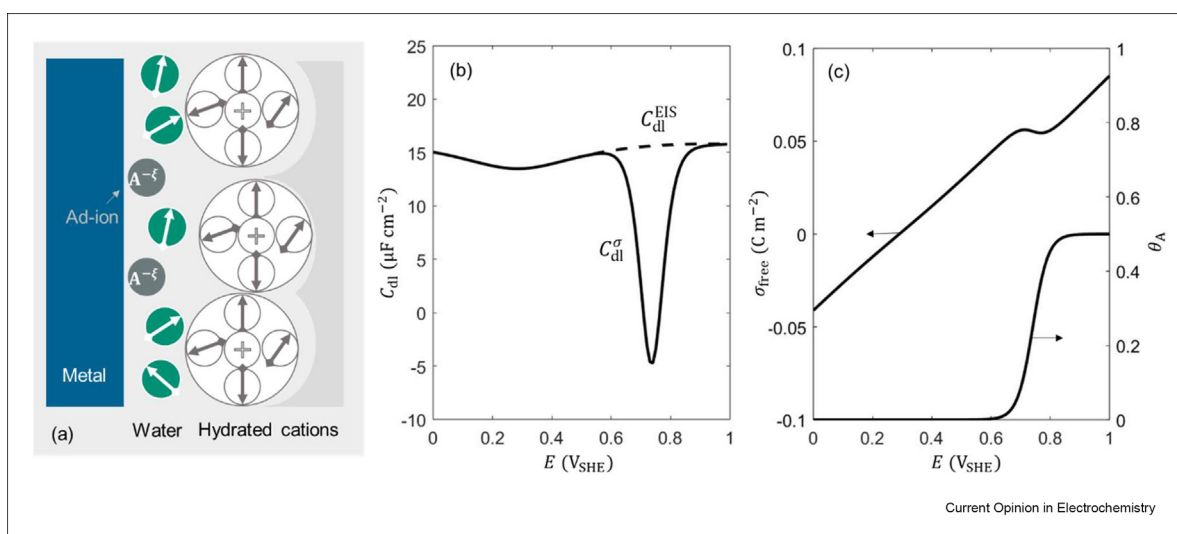 A⁻ξ
Ad-ion
A⁻ξ
Metal
(a)
Water
Hydrated cations
(b)
C_dl^EIS
C_dl^σ
C_dl (μF cm⁻²)
25
20
15
10
5
0
-5
-10
0 0.2 0.4 0.6 0.8 1
E (V_SHE)
(c)
σ_free (C m⁻²)
0.1
0.05
0
-0.05
-0.1
θ_A
1
0.8
0.6
0.4
0.2
0
0 0.2 0.4 0.6 0.8 1
E (V_SHE)
Current Opinion in Electrochemistry